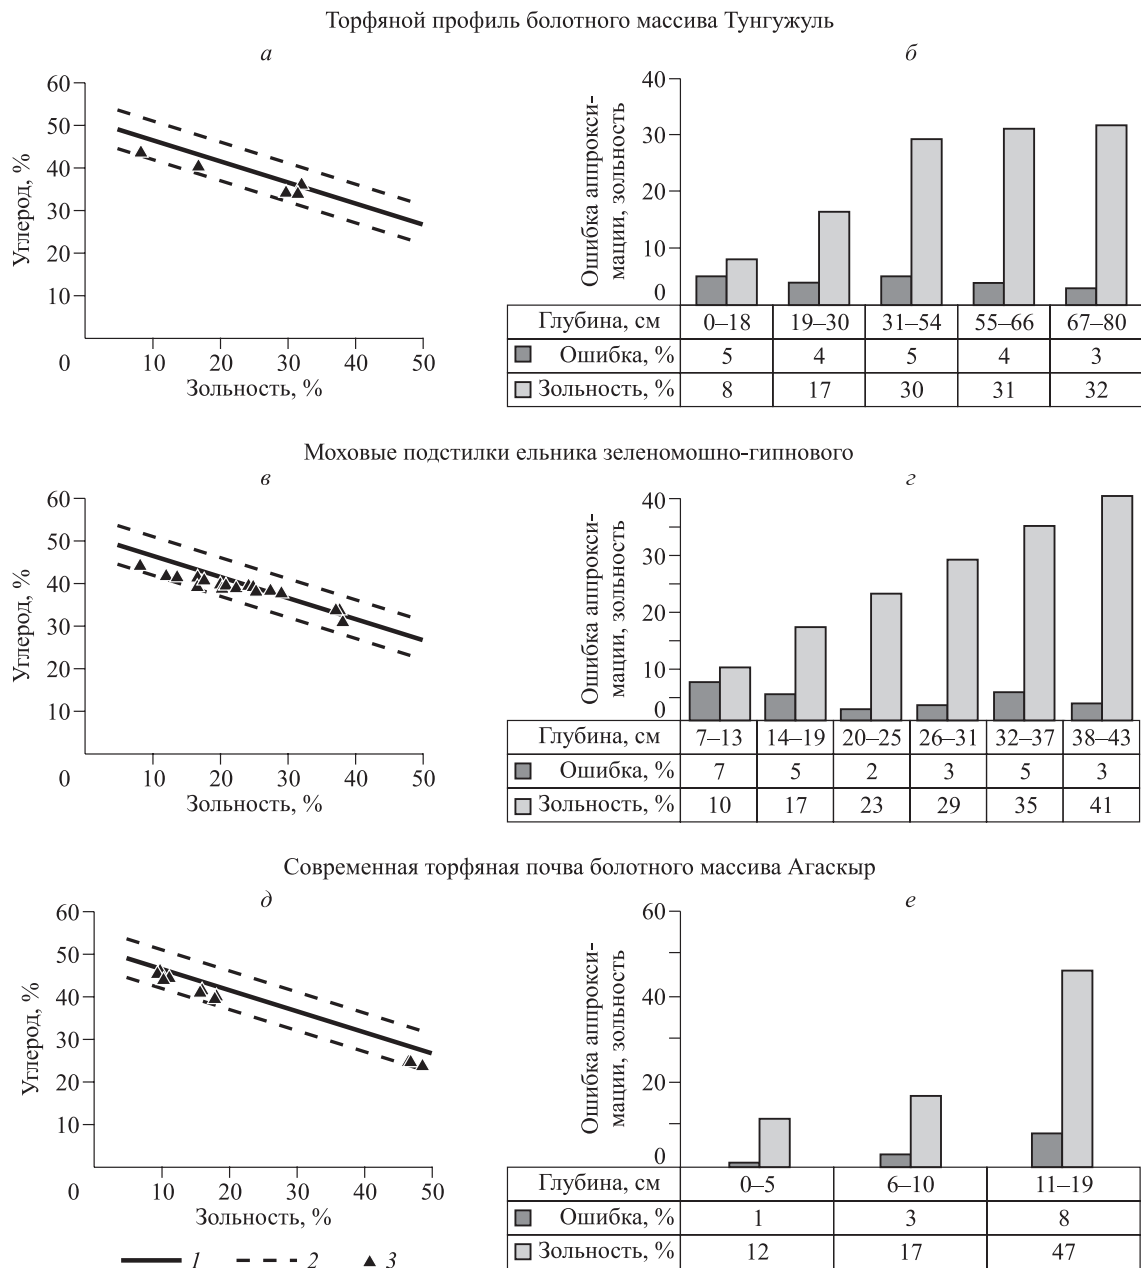 Торфяной профиль болотного массива Тунгужуль
а
60
50
40
30
20
10
0
10 20 30 40 50
Углерод, %
Зольность, %
б
40
30
20
10
0
Ошибка аппрокси-
мации, зольность
Глубина, см 0–18 19–30 31–54 55–66 67–80
Ошибка, % 5 4 5 4 3
Зольность, % 8 17 30 31 32
Моховые подстилки ельника зеленомошно-гипнового
в
60
50
40
30
20
10
0
10 20 30 40 50
Углерод, %
Зольность, %
г
40
30
20
10
0
Ошибка аппрокси-
мации, зольность
Глубина, см 7–13 14–19 20–25 26–31 32–37 38–43
Ошибка, % 7 5 2 3 5 3
Зольность, % 10 17 23 29 35 41
Современная торфяная почва болотного массива Агаскыр
д
60
50
40
30
20
10
0
10 20 30 40 50
Углерод, %
Зольность, %
е
60
40
20
0
Ошибка аппрокси-
мации, зольность
Глубина, см 0–5 6–10 11–19
Ошибка, % 1 3 8
Зольность, % 12 17 47
1 2 3